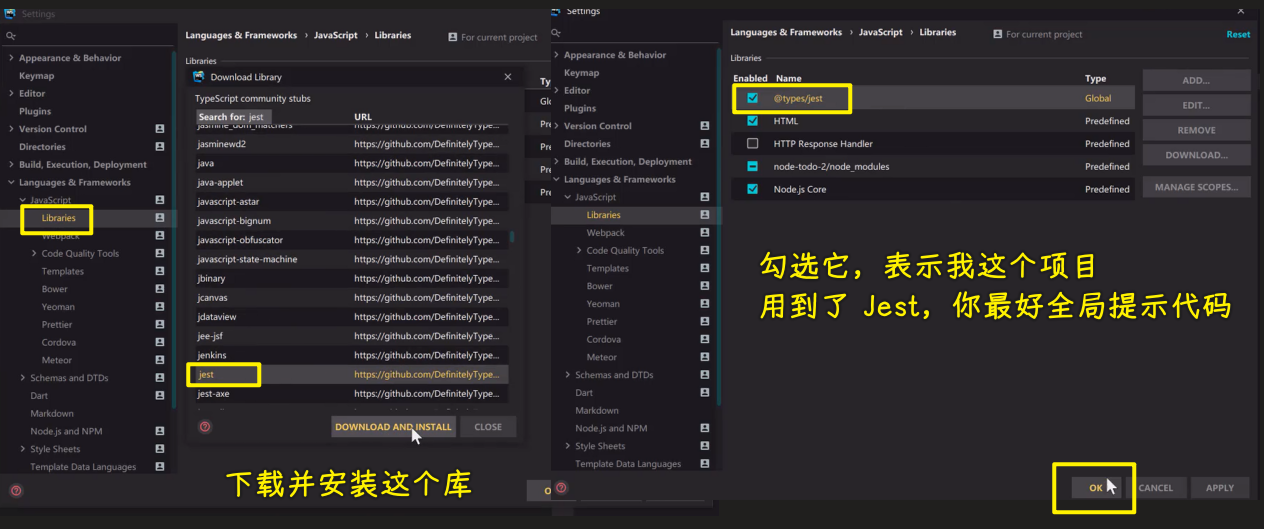 Settings
Languages & Frameworks › JavaScript › Libraries
For current project
Appearance & Behavior
Keymap
Editor
Plugins
Version Control
Directories
Build, Execution, Deployment
Languages & Frameworks
JavaScript
Libraries
Webpack
Code Quality Tools
Templates
Bower
Yeoman
Prettier
Cordova
Meteor
Schemas and DTDs
Dart
Markdown
Node.js and NPM
Style Sheets
Template Data Languages
Libraries
Download Library
TypeScript community stubs
Search for: jest
URL
jasmine_dom_matchers https://github.com/DefinitelyType...
jasminewd2 https://github.com/DefinitelyType...
java https://github.com/DefinitelyType...
java-applet https://github.com/DefinitelyType...
javascript-astar https://github.com/DefinitelyType...
javascript-bignum https://github.com/DefinitelyType...
javascript-obfuscator https://github.com/DefinitelyType...
javascript-state-machine https://github.com/DefinitelyType...
jbinary https://github.com/DefinitelyType...
jcanvas https://github.com/DefinitelyType...
jdataview https://github.com/DefinitelyType...
jee-jsf https://github.com/DefinitelyType...
jenkins https://github.com/DefinitelyType...
jest https://github.com/DefinitelyType...
jest-axe https://github.com/DefinitelyType...
DOWNLOAD AND INSTALL
CLOSE
Ty
Pre
Pre
Pre
下载并安装这个库
Settings
Languages & Frameworks › JavaScript › Libraries
For current project
Reset
Appearance & Behavior
Keymap
Editor
Plugins
Version Control
Directories
Build, Execution, Deployment
Languages & Frameworks
JavaScript
Libraries
Webpack
Code Quality Tools
Templates
Bower
Yeoman
Prettier
Cordova
Meteor
Schemas and DTDs
Dart
Markdown
Node.js and NPM
Style Sheets
Template Data Languages
Libraries
Enabled Name Type
@types/jest Global
HTML Predefined
HTTP Response Handler Predefined
node-todo-2/node_modules Predefined
Node.js Core Predefined
ADD...
EDIT...
REMOVE
DOWNLOAD...
MANAGE SCOPES...
勾选它，表示我这个项目
用到了 Jest，你最好全局提示代码
OK
CANCEL
APPLY